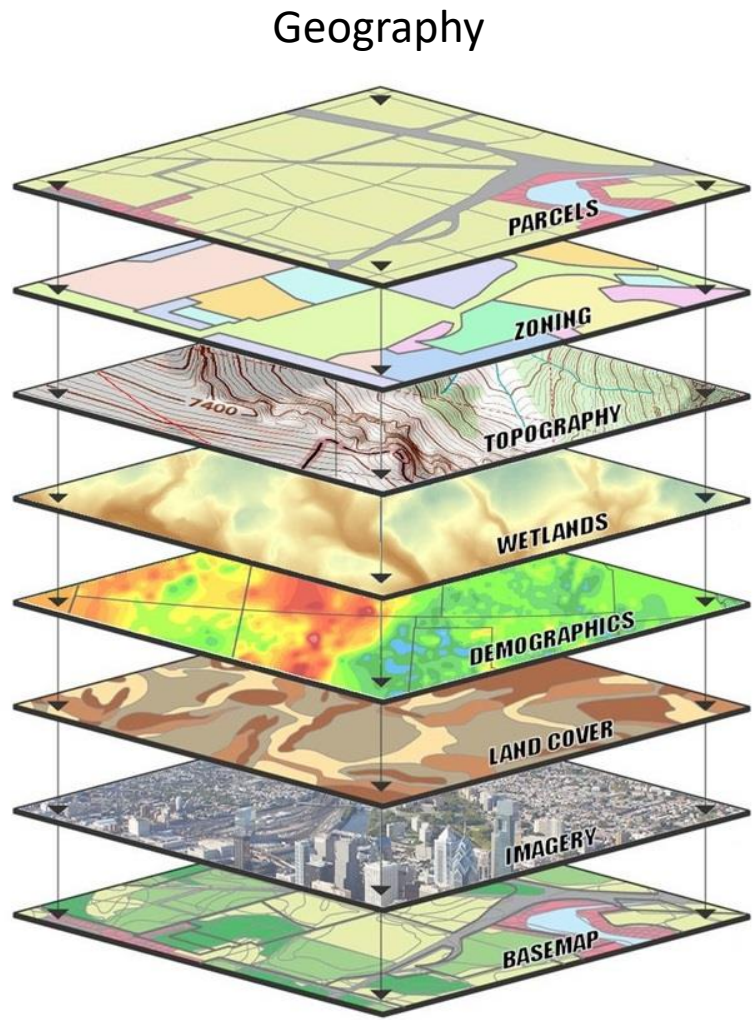 Geography
PARCELS
ZONING
7400
TOPOGRAPHY
WETLANDS
DEMOGRAPHICS
LAND COVER
IMAGERY
BASEMAP